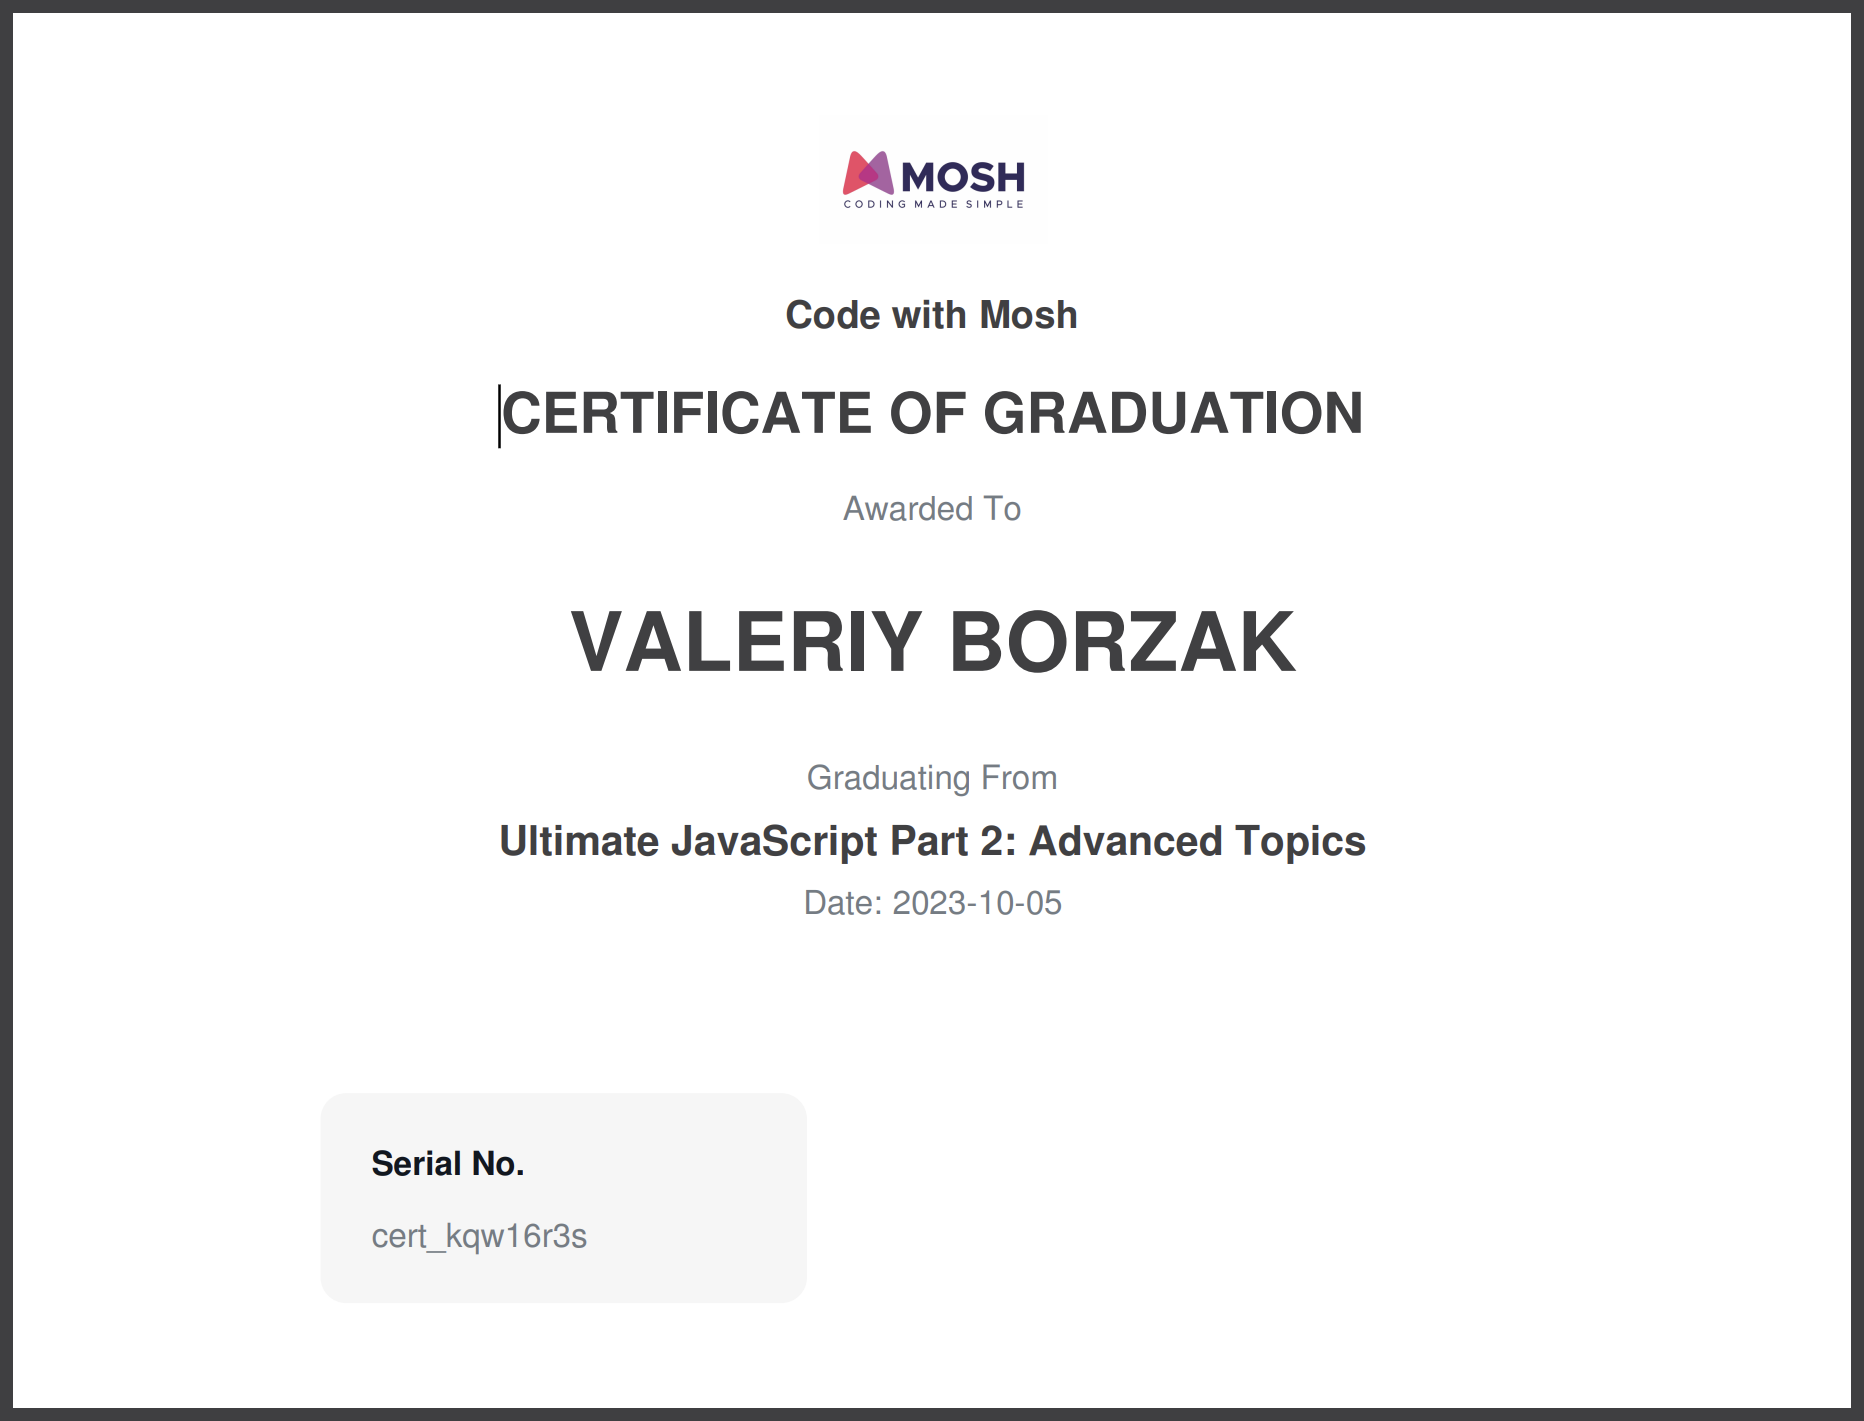 MOSH
CODING MADE SIMPLE
Code with Mosh
CERTIFICATE OF GRADUATION
Awarded To
VALERIY BORZAK
Graduating From
Ultimate JavaScript Part 2: Advanced Topics
Date: 2023-10-05
Serial No.
cert_kqw16r3s